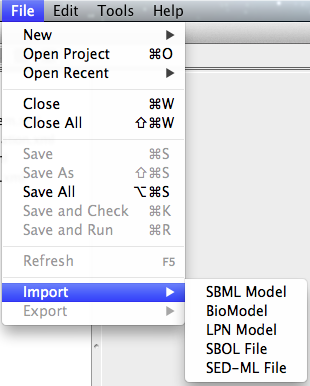 File Edit Tools Help
New ▶
Open Project ⌘O
Open Recent ▶
Close ⌘W
Close All ⇧⌘W
Save ⌘S
Save As ⇧⌘S
Save All ⌥⌘S
Save and Check ⌘K
Save and Run ⌘R
Refresh F5
Import ▶
Export ▶
SBML Model
BioModel
LPN Model
SBOL File
SED-ML File